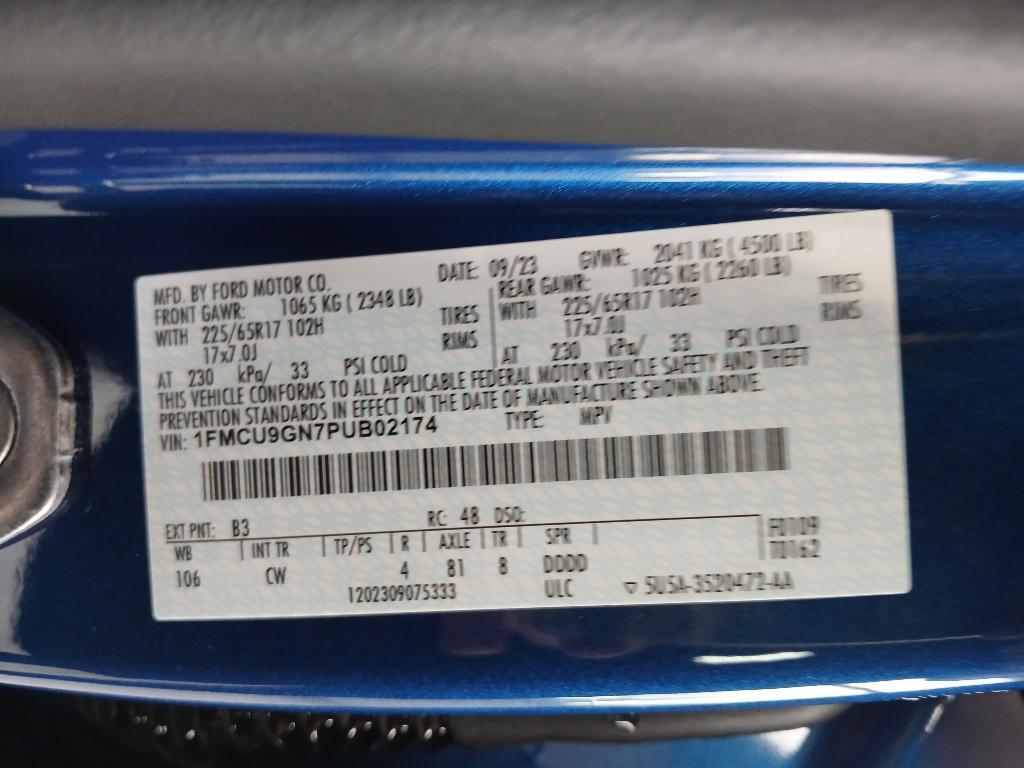 MFD. BY FORD MOTOR CO. DATE: 09/23 GVWR: 2041 KG ( 4500 LB)
FRONT GAWR: 1065 KG ( 2348 LB) REAR GAWR: 1025 KG ( 2260 LB)
WITH 225/65R17 102H TIRES WITH 225/65R17 102H TIRES
17x7.0J RIMS 17x7.0J RIMS
AT 230 kPa/ 33 PSI COLD AT 230 kPa/ 33 PSI COLD
THIS VEHICLE CONFORMS TO ALL APPLICABLE FEDERAL MOTOR VEHICLE SAFETY AND THEFT
PREVENTION STANDARDS IN EFFECT ON THE DATE OF MANUFACTURE SHOWN ABOVE.
VIN: 1FMCU9GN7PUB02174 TYPE: MPV
EXT PNT: B3 RC: 48 DSO:
WB INT TR TP/PS R AXLE TR SPR F0109
106 CW 4 81 8 DDDD T0162
1202309075333 ULC 5U5A-3520472-AA